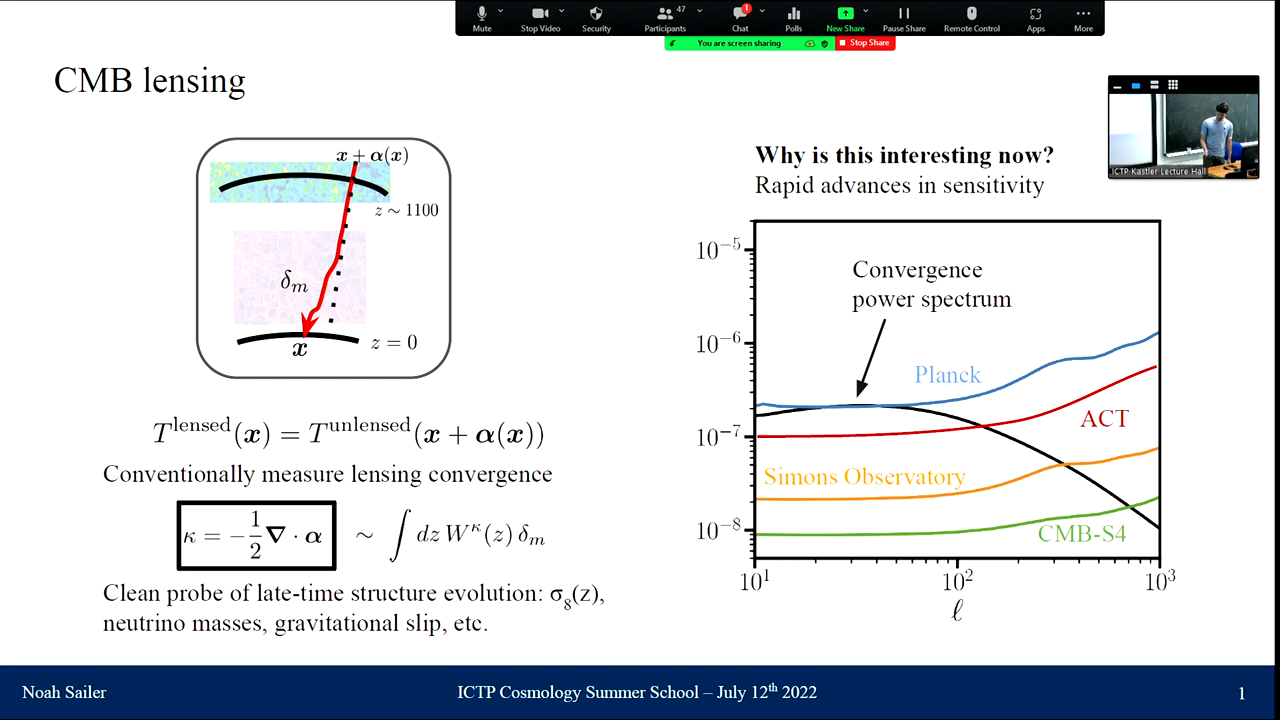 Mute
Stop Video
Security
47
Participants
1
Chat
Polls
New Share
Pause Share
Remote Control
Apps
More
You are screen sharing
Stop Share
CMB lensing
x + α(x)
z ∼ 1100
δm
z = 0
x
T^lensed(x) = T^unlensed(x + α(x))
Conventionally measure lensing convergence
κ = −1/2 ∇ · α ∼ ∫ dz W^κ(z) δm
Clean probe of late-time structure evolution: σ8(z),
neutrino masses, gravitational slip, etc.
ICTP Kastler Lecture Hall
Why is this interesting now?
Rapid advances in sensitivity
10^−5
10^−6
10^−7
10^−8
Convergence
power spectrum
Planck
ACT
Simons Observatory
CMB-S4
10^1
10^2
10^3
ℓ
Noah Sailer
ICTP Cosmology Summer School – July 12th 2022
1